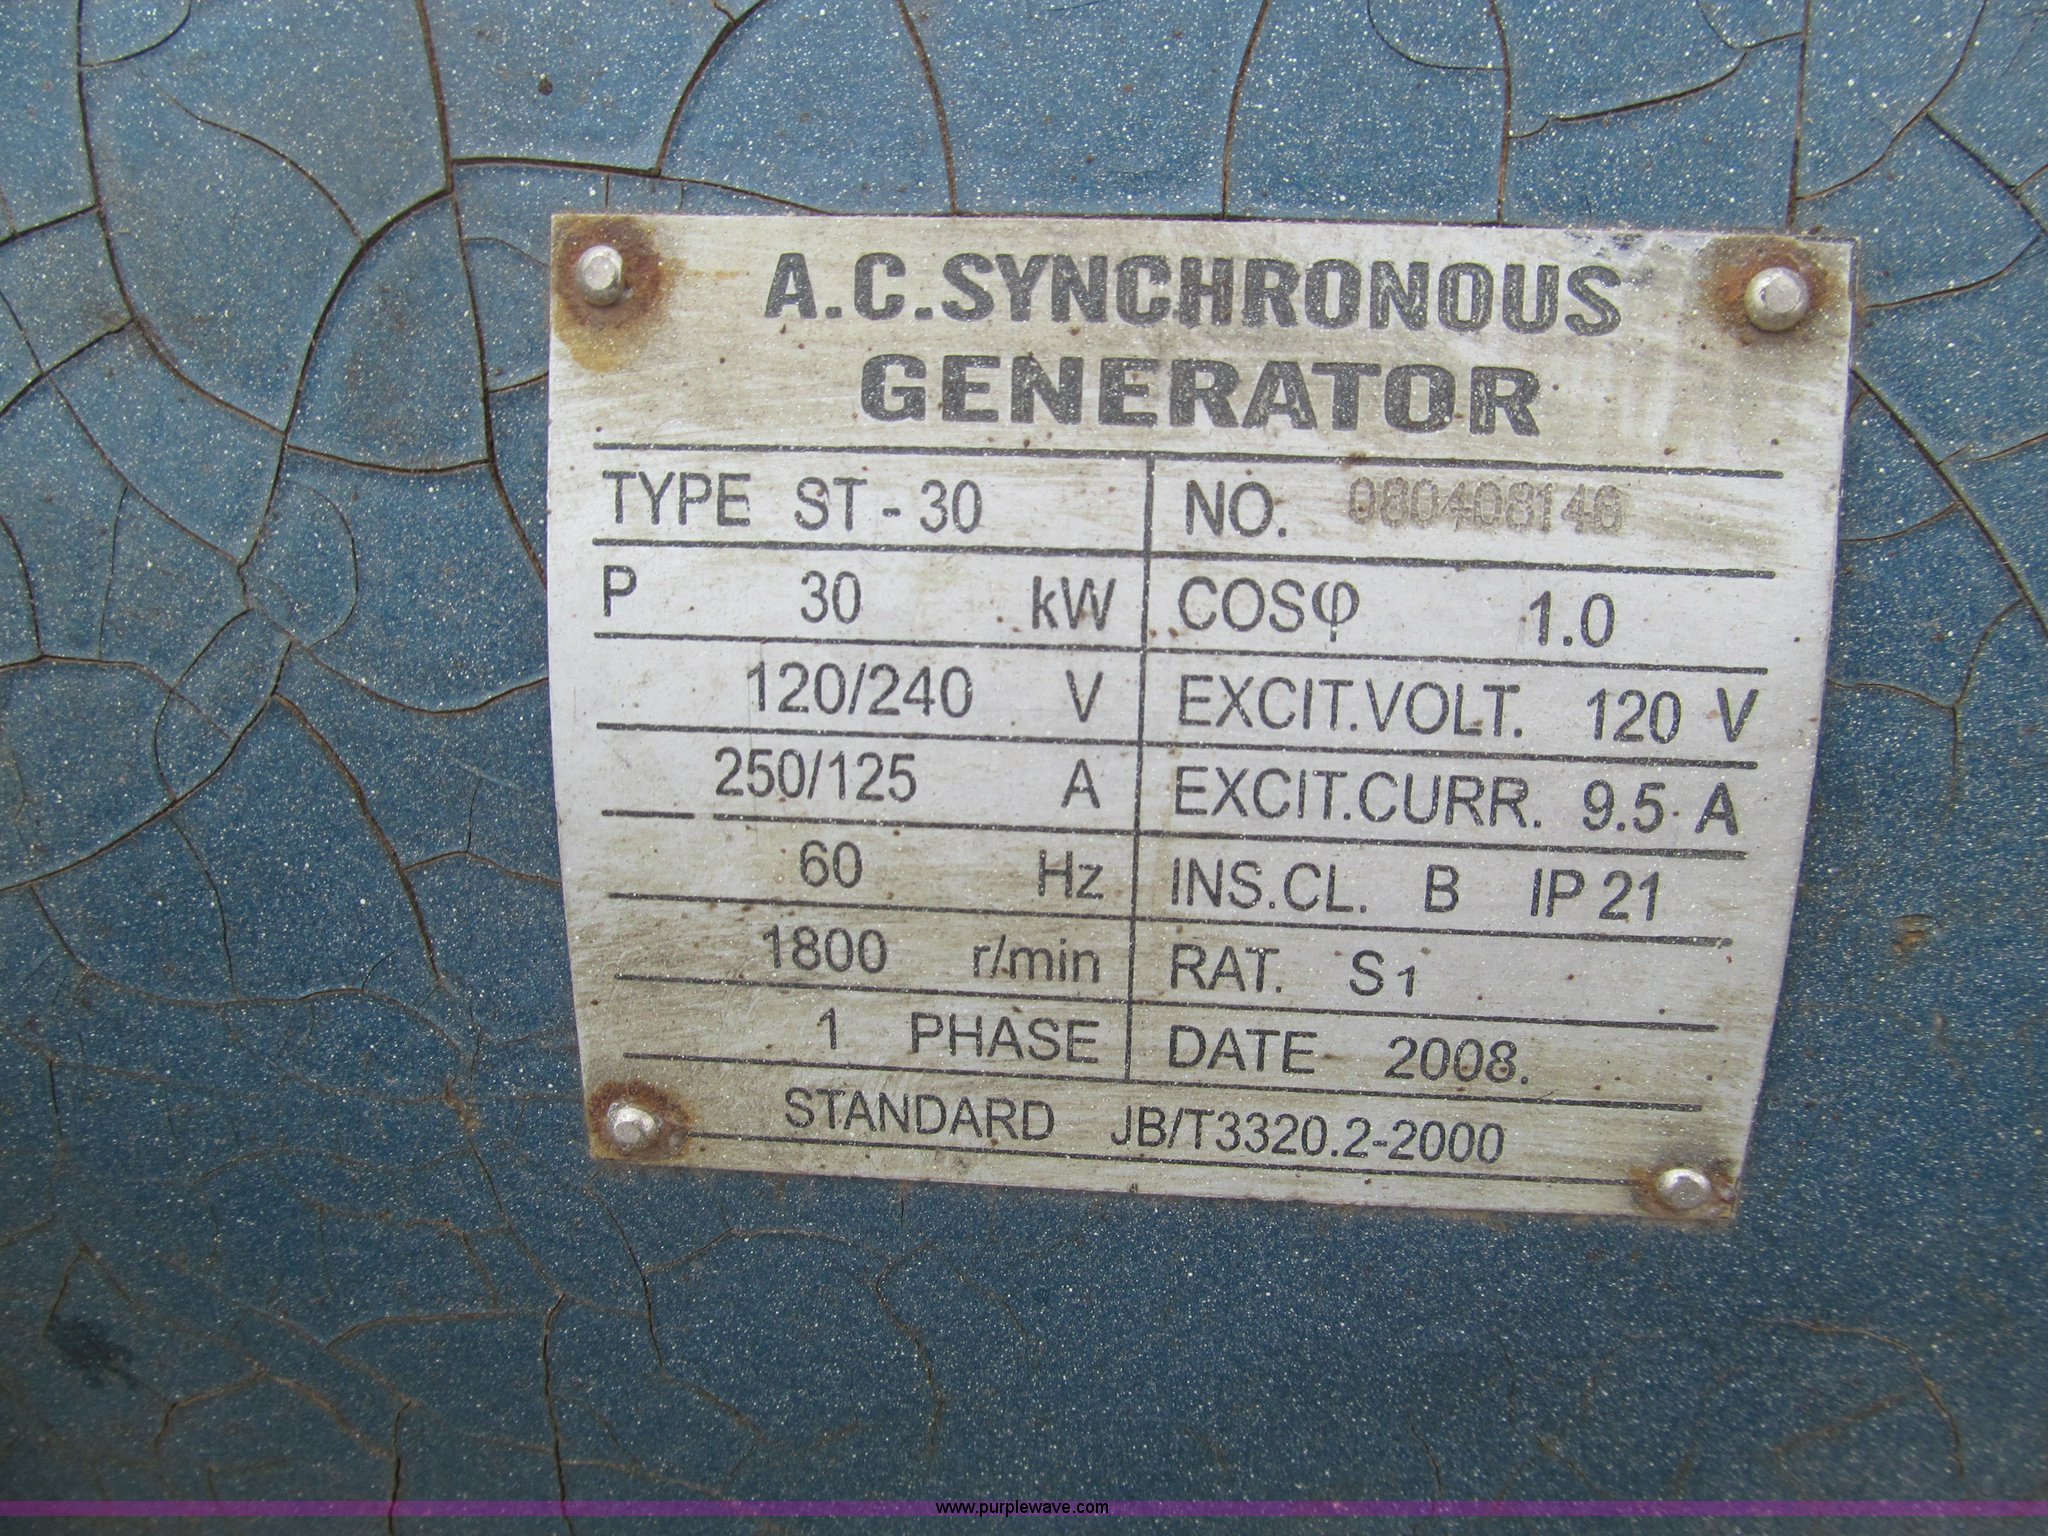 A.C.SYNCHRONOUS
GENERATOR
TYPE ST-30 NO. 080408148
P 30 kW COSφ 1.0
120/240 V EXCIT.VOLT. 120 V
250/125 A EXCIT.CURR. 9.5 A
60 Hz INS.CL. B IP 21
1800 r/min RAT. S1
1 PHASE DATE 2008.
STANDARD JB/T3320.2-2000
www.purplewave.com